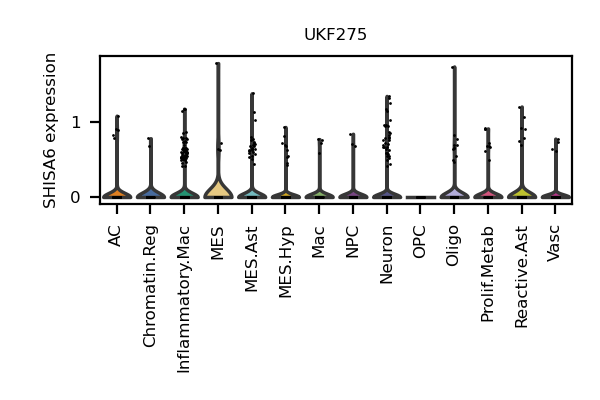 UKF275
SHISA6 expression
1
0
AC
Chromatin.Reg
Inflammatory.Mac
MES
MES.Ast
MES.Hyp
Mac
NPC
Neuron
OPC
Oligo
Prolif.Metab
Reactive.Ast
Vasc